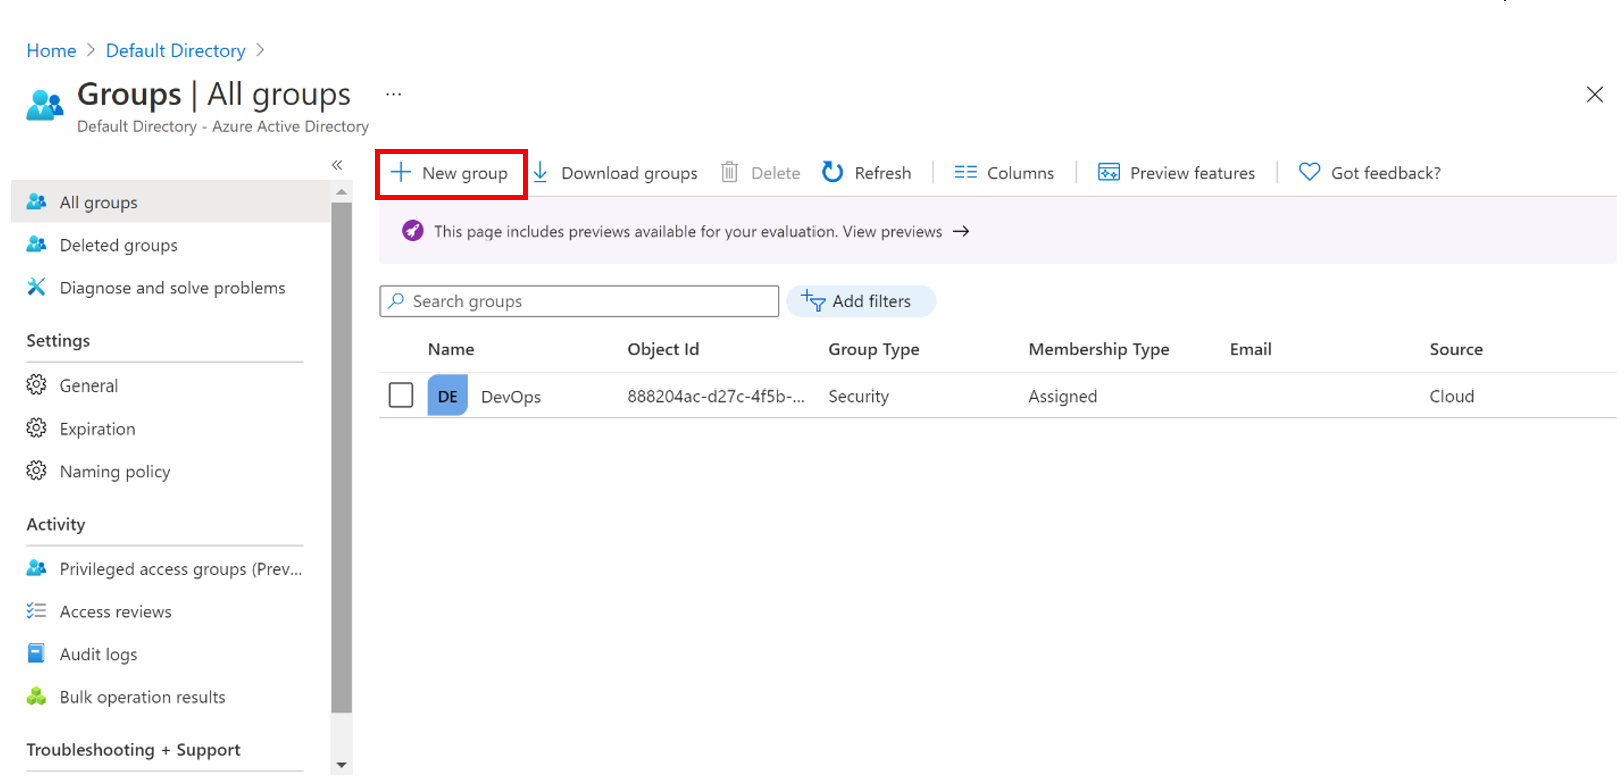 Home > Default Directory >
Groups | All groups ...
Default Directory - Azure Active Directory
«
All groups
Deleted groups
Diagnose and solve problems
Settings
General
Expiration
Naming policy
Activity
Privileged access groups (Prev...
Access reviews
Audit logs
Bulk operation results
Troubleshooting + Support
New group Download groups Delete Refresh Columns Preview features Got feedback?
This page includes previews available for your evaluation. View previews →
Search groups Add filters
Name Object Id Group Type Membership Type Email Source
DE DevOps 888204ac-d27c-4f5b-... Security Assigned Cloud